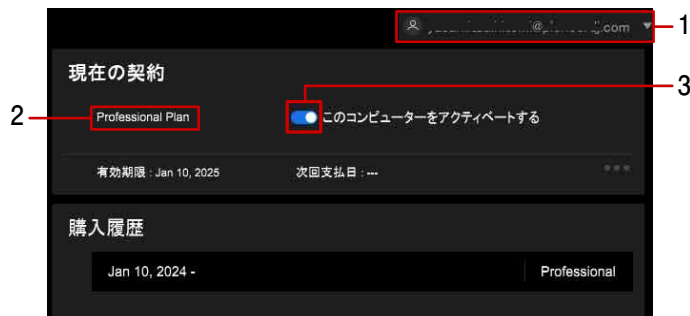 .com
1
現在の契約
3
2
Professional Plan
このコンピューターをアクティベートする
有効期限 : Jan 10, 2025
次回支払日 : ---
購入履歴
Jan 10, 2024 -
Professional